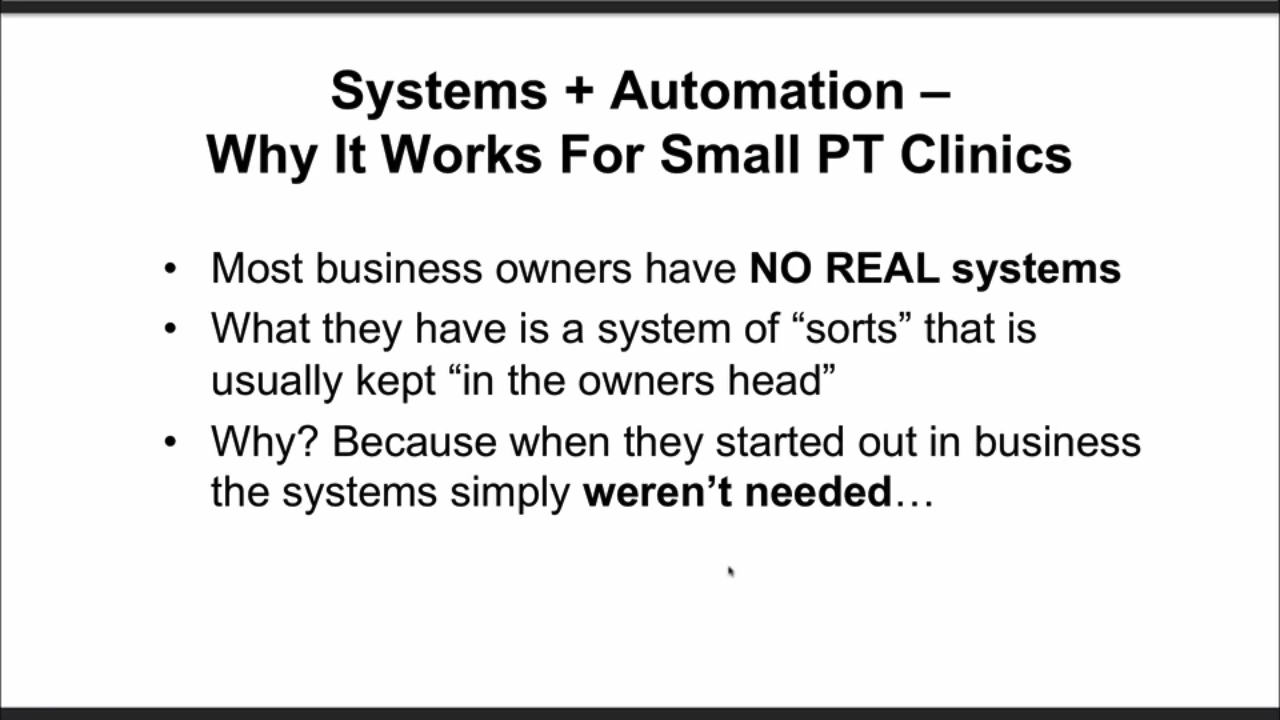 Systems + Automation –
Why It Works For Small PT Clinics
• Most business owners have NO REAL systems
• What they have is a system of “sorts” that is
usually kept “in the owners head”
• Why? Because when they started out in business
the systems simply weren’t needed…